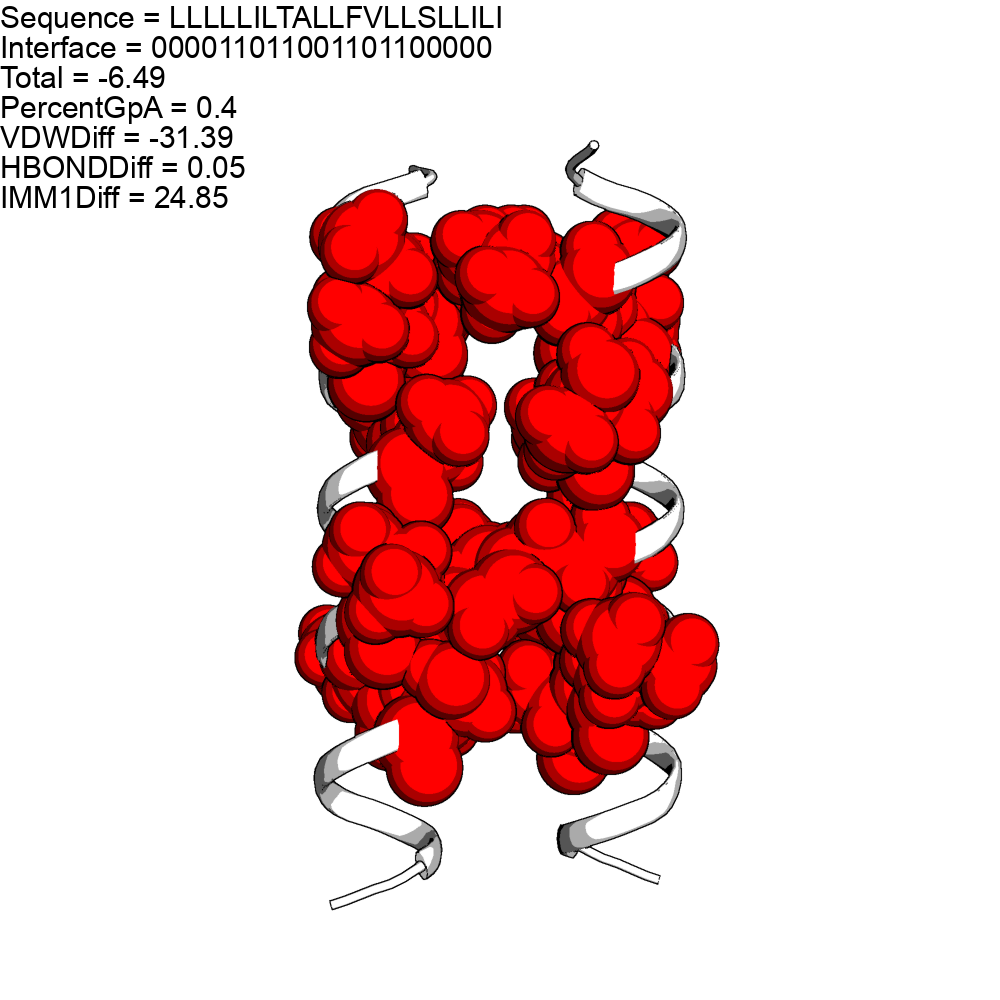 Sequence = LLLLLILTALLFVLLSLLILI
Interface = 000011011001101100000
Total = -6.49
PercentGpA = 0.4
VDWDiff = -31.39
HBONDDiff = 0.05
IMM1Diff = 24.85